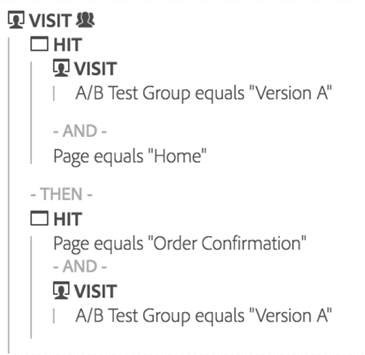 VISIT
HIT
VISIT
A/B Test Group equals "Version A"
- AND -
Page equals "Home"
- THEN -
HIT
Page equals "Order Confirmation"
- AND -
VISIT
A/B Test Group equals "Version A"